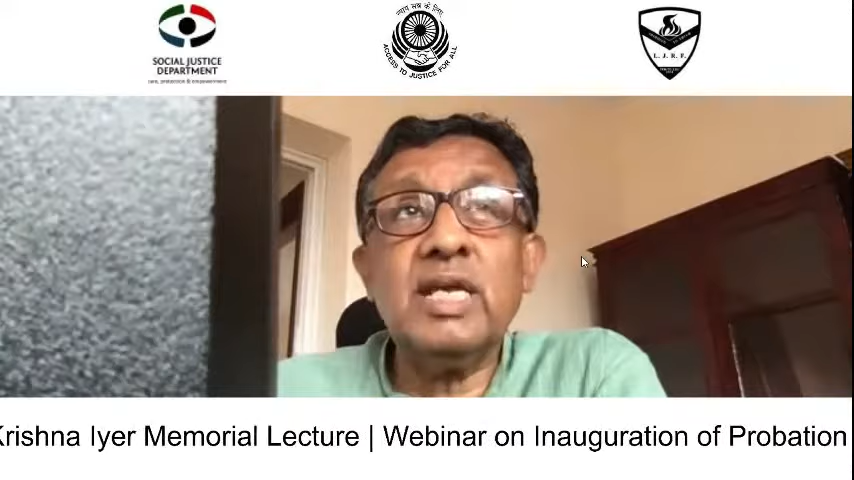 SOCIAL JUSTICE
DEPARTMENT
care, protection & empowerment
न्याय सब के लिए
ACCESS TO JUSTICE FOR ALL
L. J. R. F.
Krishna Iyer Memorial Lecture | Webinar on Inauguration of Probation